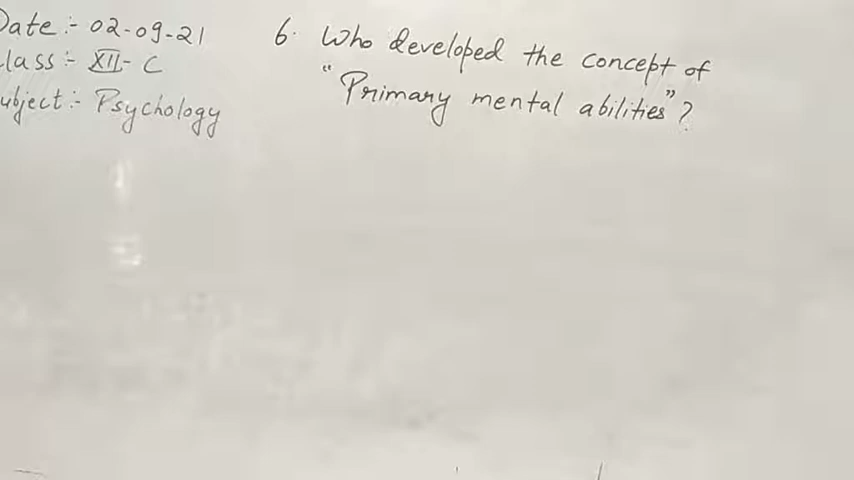 Date :- 02-09-21
Class :- XII- C
Subject :- Psychology
6. Who developed the concept of
"Primary mental abilities"?